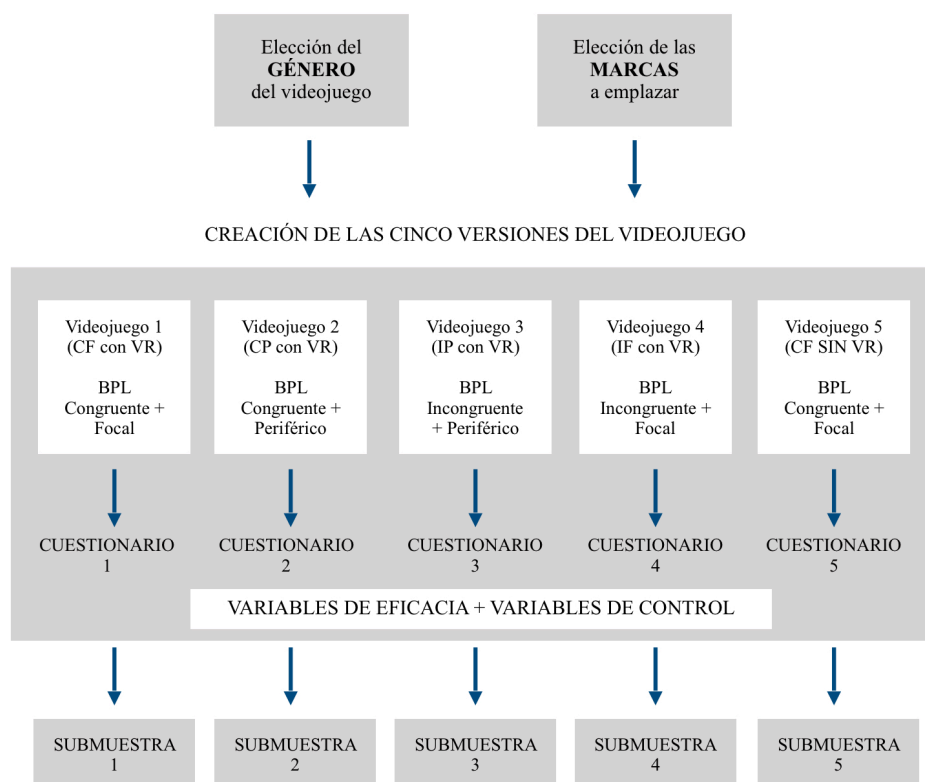 Elección del
GÉNERO
del videojuego
Elección de las
MARCAS
a emplazar
CREACIÓN DE LAS CINCO VERSIONES DEL VIDEOJUEGO
Videojuego 1
(CF con VR)
BPL
Congruente +
Focal
Videojuego 2
(CP con VR)
BPL
Congruente +
Periférico
Videojuego 3
(IP con VR)
BPL
Incongruente
+ Periférico
Videojuego 4
(IF con VR)
BPL
Incongruente +
Focal
Videojuego 5
(CF SIN VR)
BPL
Congruente +
Focal
CUESTIONARIO
1
CUESTIONARIO
2
CUESTIONARIO
3
CUESTIONARIO
4
CUESTIONARIO
5
VARIABLES DE EFICACIA + VARIABLES DE CONTROL
SUBMUESTRA
1
SUBMUESTRA
2
SUBMUESTRA
3
SUBMUESTRA
4
SUBMUESTRA
5